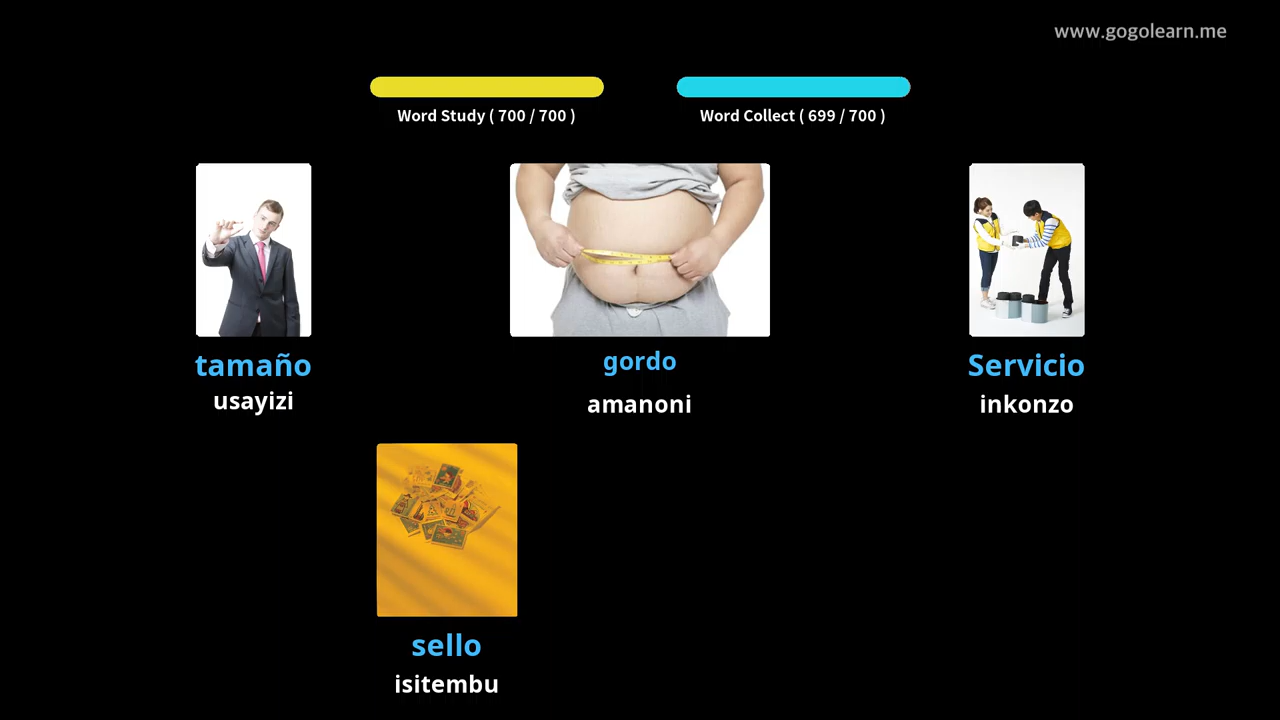 www.gogolearn.me
Word Study ( 700 / 700 )
Word Collect ( 699 / 700 )
tamaño
usayizi
gordo
amanoni
Servicio
inkonzo
sello
isitembu